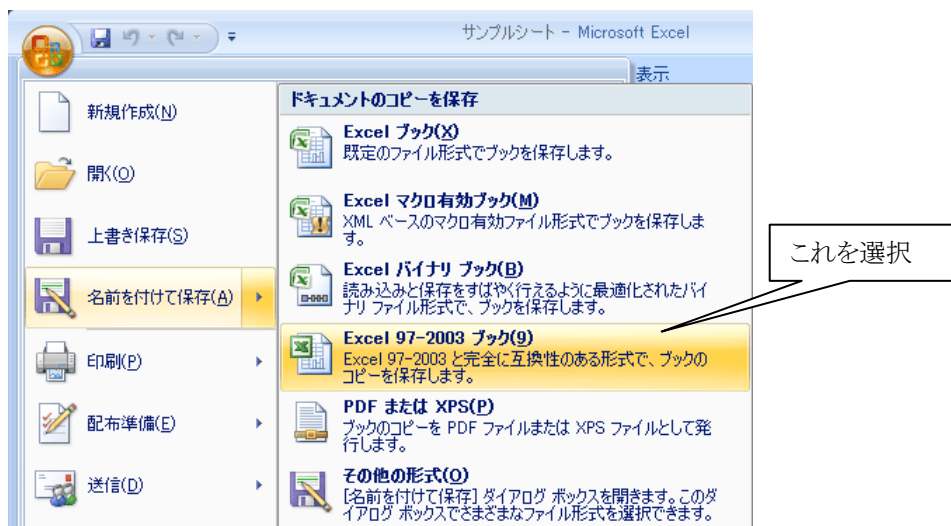 サンプルシート - Microsoft Excel
表示
新規作成(N)
開く(O)
上書き保存(S)
名前を付けて保存(A)
印刷(P)
配布準備(E)
送信(D)
ドキュメントのコピーを保存
Excel ブック(X)
既定のファイル形式でブックを保存します。
Excel マクロ有効ブック(M)
XML ベースのマクロ有効ファイル形式でブックを保存しま
す。
Excel バイナリ ブック(B)
読み込みと保存をすばやく行えるように最適化されたバイ
ナリ ファイル形式で、ブックを保存します。
Excel 97-2003 ブック(9)
Excel 97-2003 と完全に互換性のある形式で、ブックの
コピーを保存します。
PDF または XPS(P)
ブックのコピーを PDF ファイルまたは XPS ファイルとして発
行します。
その他の形式(O)
[名前を付けて保存] ダイアログ ボックスを開きます。このダ
イアログ ボックスでさまざまなファイル形式を選択できます。
これを選択